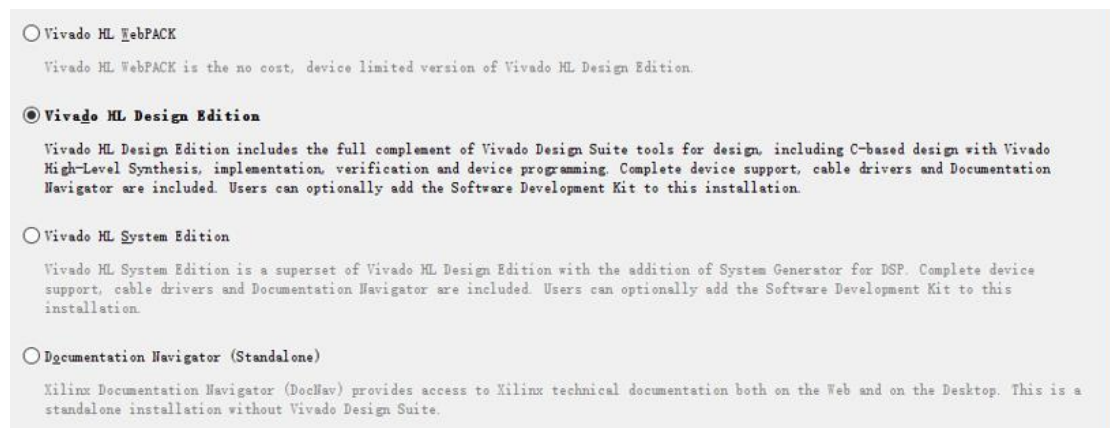 Vivado HL WebPACK
Vivado HL WebPACK is the no cost, device limited version of Vivado HL Design Edition.
Vivado HL Design Edition
Vivado HL Design Edition includes the full complement of Vivado Design Suite tools for design, including C-based design with Vivado
High-Level Synthesis, implementation, verification and device programming. Complete device support, cable drivers and Documentation
Navigator are included. Users can optionally add the Software Development Kit to this installation.
Vivado HL System Edition
Vivado HL System Edition is a superset of Vivado HL Design Edition with the addition of System Generator for DSP. Complete device
support, cable drivers and Documentation Navigator are included. Users can optionally add the Software Development Kit to this
installation.
Documentation Navigator (Standalone)
Xilinx Documentation Navigator (DocNav) provides access to Xilinx technical documentation both on the Web and on the Desktop. This is a
standalone installation without Vivado Design Suite.